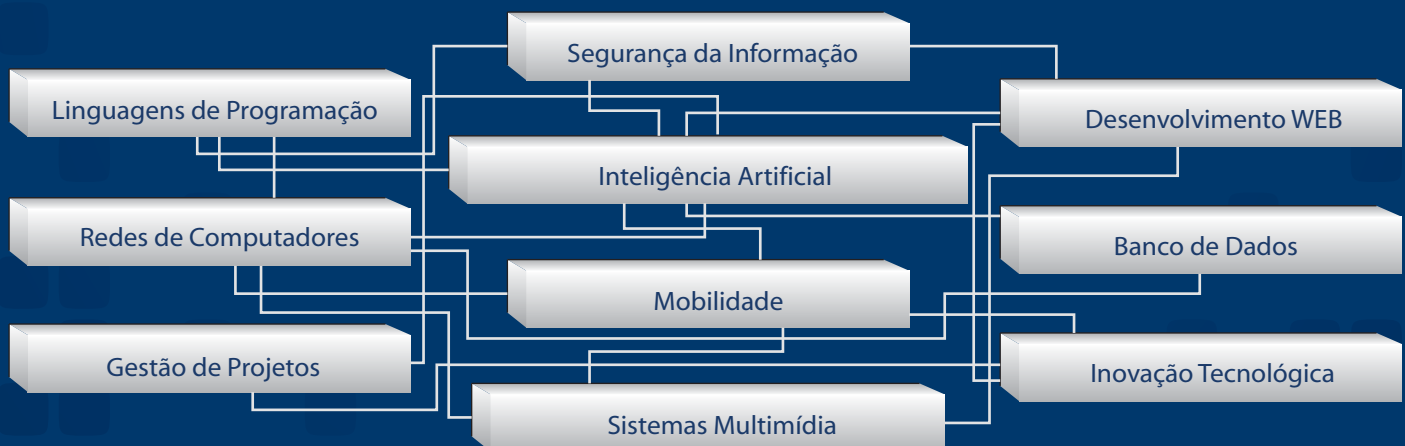 Segurança da Informação
Linguagens de Programação
Desenvolvimento WEB
Inteligência Artificial
Redes de Computadores
Banco de Dados
Mobilidade
Gestão de Projetos
Inovação Tecnológica
Sistemas Multimídia